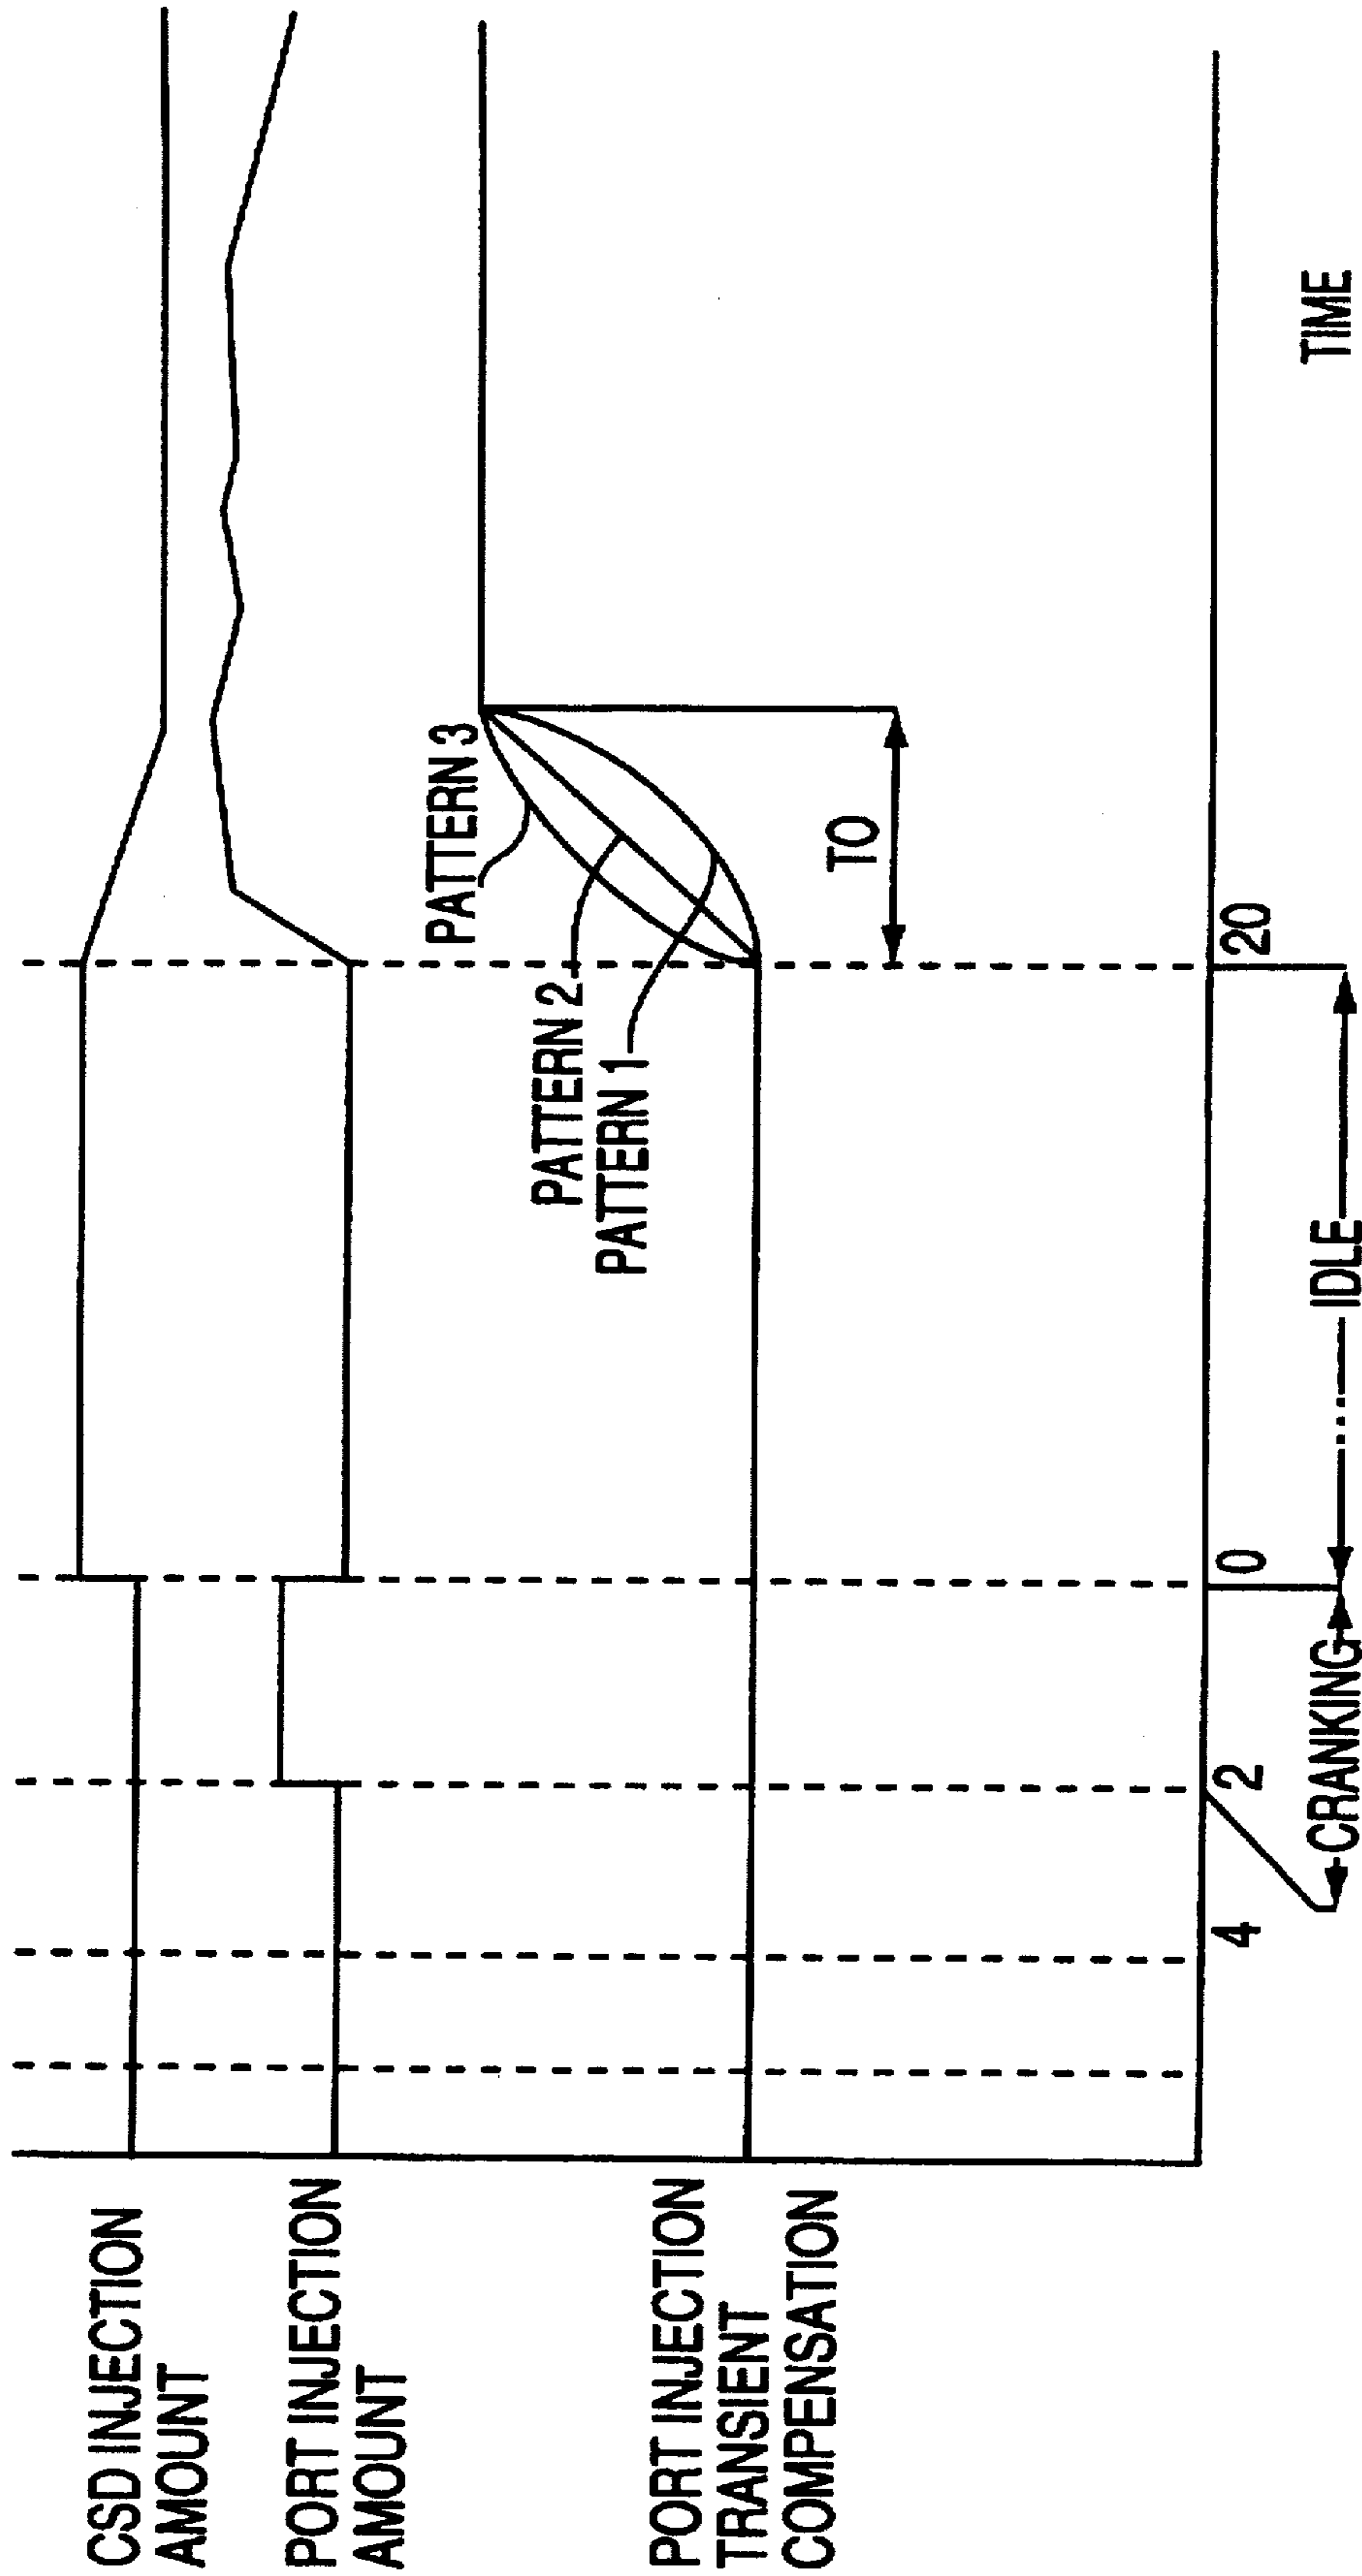 CSD INJECTION
AMOUNT
PORT INJECTION
AMOUNT
PORT INJECTION
TRANSIENT
COMPENSATION
PATTERN 3
PATTERN 2
PATTERN 1
TO
4
2
0
20
CRANKING
IDLE
TIME